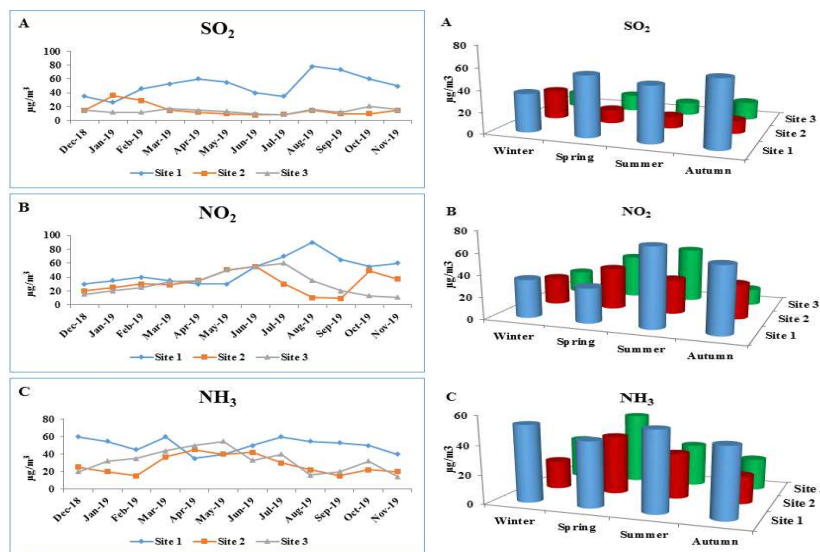 A
SO2
100
80
60
40
20
0
µg/m3
Dec-18 Jan-19 Feb-19 Mar-19 Apr-19 May-19 Jun-19 Jul-19 Aug-19 Sep-19 Oct-19 Nov-19
Site 1 Site 2 Site 3
B
NO2
100
80
60
40
20
0
µg/m3
Dec-18 Jan-19 Feb-19 Mar-19 Apr-19 May-19 Jun-19 Jul-19 Aug-19 Sep-19 Oct-19 Nov-19
Site 1 Site 2 Site 3
C
NH3
80
60
40
20
0
µg/m3
Dec-18 Jan-19 Feb-19 Mar-19 Apr-19 May-19 Jun-19 Jul-19 Aug-19 Sep-19 Oct-19 Nov-19
Site 1 Site 2 Site 3
A
SO2
80
60
40
20
0
µg/m3
Winter Spring Summer Autumn
Site 3
Site 2
Site 1
B
NO2
80
60
40
20
0
µg/m3
Winter Spring Summer Autumn
Site 3
Site 2
Site 1
C
NH3
60
40
20
0
µg/m3
Winter Spring Summer Autumn
Site
Site 2
Site 1